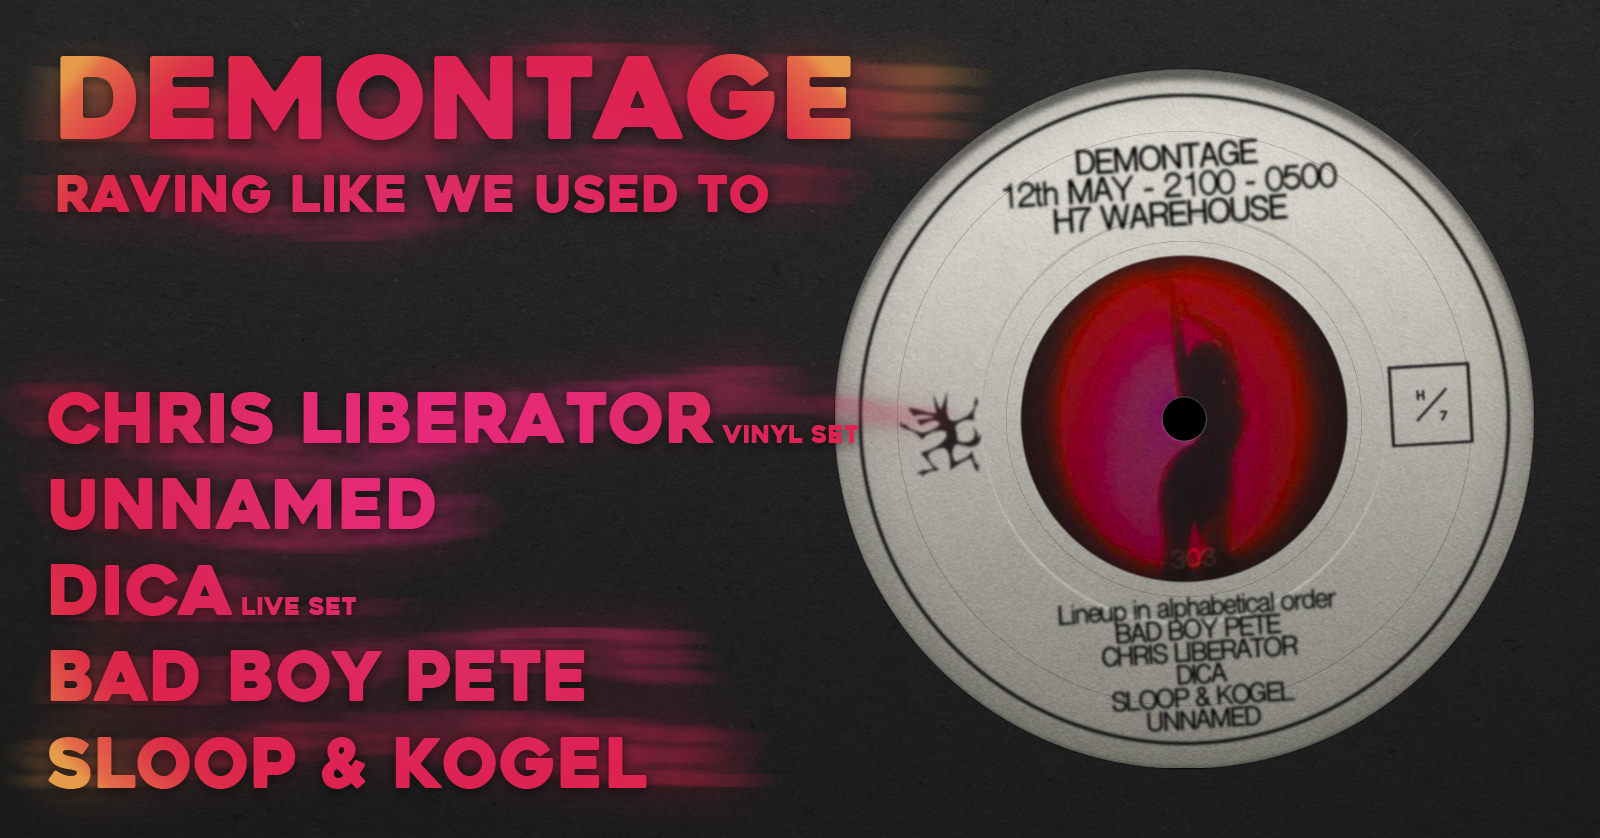 DEMONTAGE
RAVING LIKE WE USED TO
CHRIS LIBERATOR VINYL SET
UNNAMED
DICA LIVE SET
BAD BOY PETE
SLOOP & KOGEL
DEMONTAGE
12th MAY - 2100 - 0500
H7 WAREHOUSE
H/7
303
Lineup in alphabetical order
BAD BOY PETE
CHRIS LIBERATOR
DICA
SLOOP & KOGEL
UNNAMED